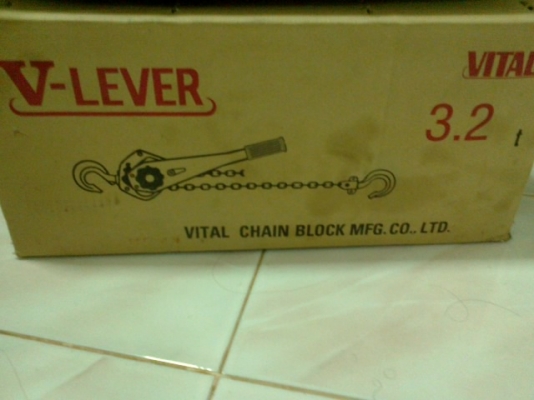 V-LEVER
VITAL
3.2 t
VITAL CHAIN BLOCK MFG. CO., LTD.